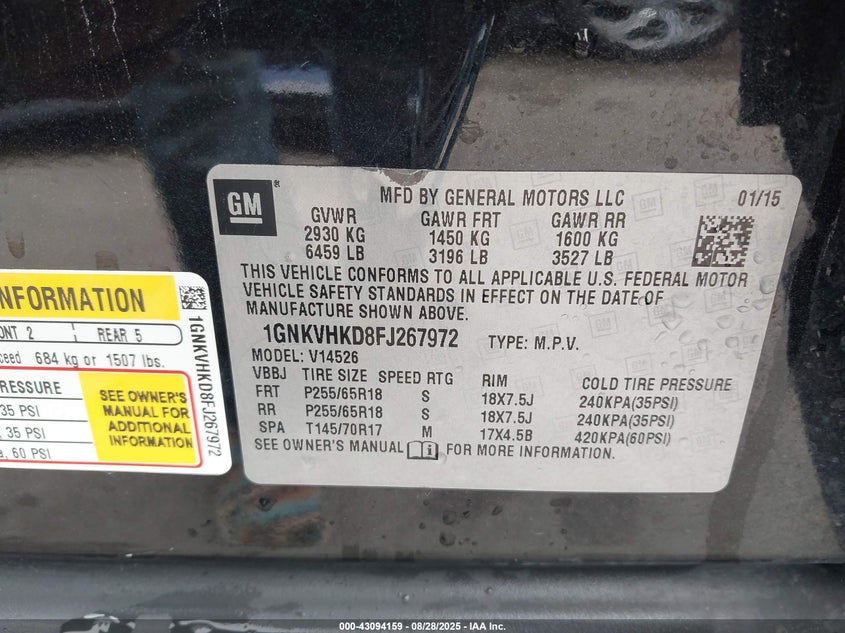 GM
®
MFD BY GENERAL MOTORS LLC 01/15
GVWR GAWR FRT GAWR RR
2930 KG 1450 KG 1600 KG
6459 LB 3196 LB 3527 LB
THIS VEHICLE CONFORMS TO ALL APPLICABLE U.S. FEDERAL MOTOR
VEHICLE SAFETY STANDARDS IN EFFECT ON THE DATE OF
MANUFACTURE SHOWN ABOVE.
1GNKVHKD8FJ267972 TYPE: M.P.V.
MODEL: V14526
VBBJ TIRE SIZE SPEED RTG RIM COLD TIRE PRESSURE
FRT P255/65R18 S 18X7.5J 240KPA(35PSI)
RR P255/65R18 S 18X7.5J 240KPA(35PSI)
SPA T145/70R17 M 17X4.5B 420KPA(60PSI)
SEE OWNER'S MANUAL FOR MORE INFORMATION.
INFORMATION
2 REAR 5
684 kg or 1507 lbs.
PRESSURE
35 PSI
35 PSI
60 PSI
SEE OWNER'S
MANUAL FOR
ADDITIONAL
INFORMATION
1GNKVHKD8FJ267972
000-43094159 | 08/28/2025 | IAA Inc.